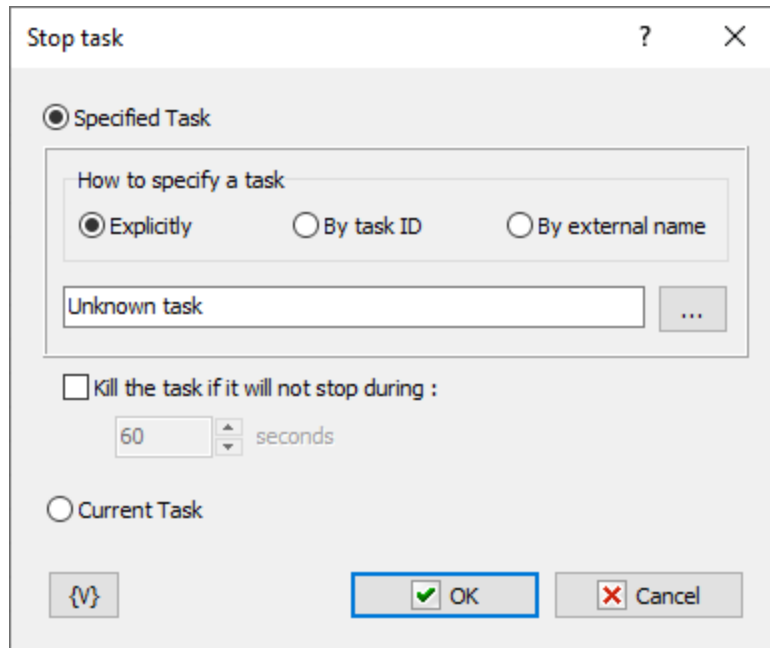 Stop task ?
Specified Task
How to specify a task
Explicitly By task ID By external name
Unknown task ...
Kill the task if it will not stop during :
60 seconds
Current Task
{V} OK Cancel